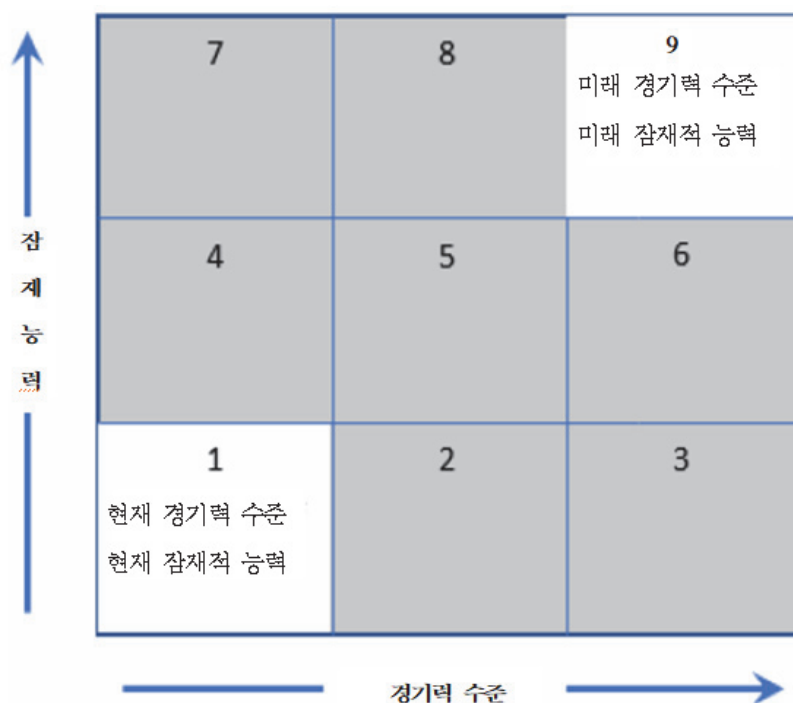 7
8
9
미래 경기력 수준
미래 잠재적 능력
잠
재
능
력
4
5
6
1
현재 경기력 수준
현재 잠재적 능력
2
3
경기력 수준